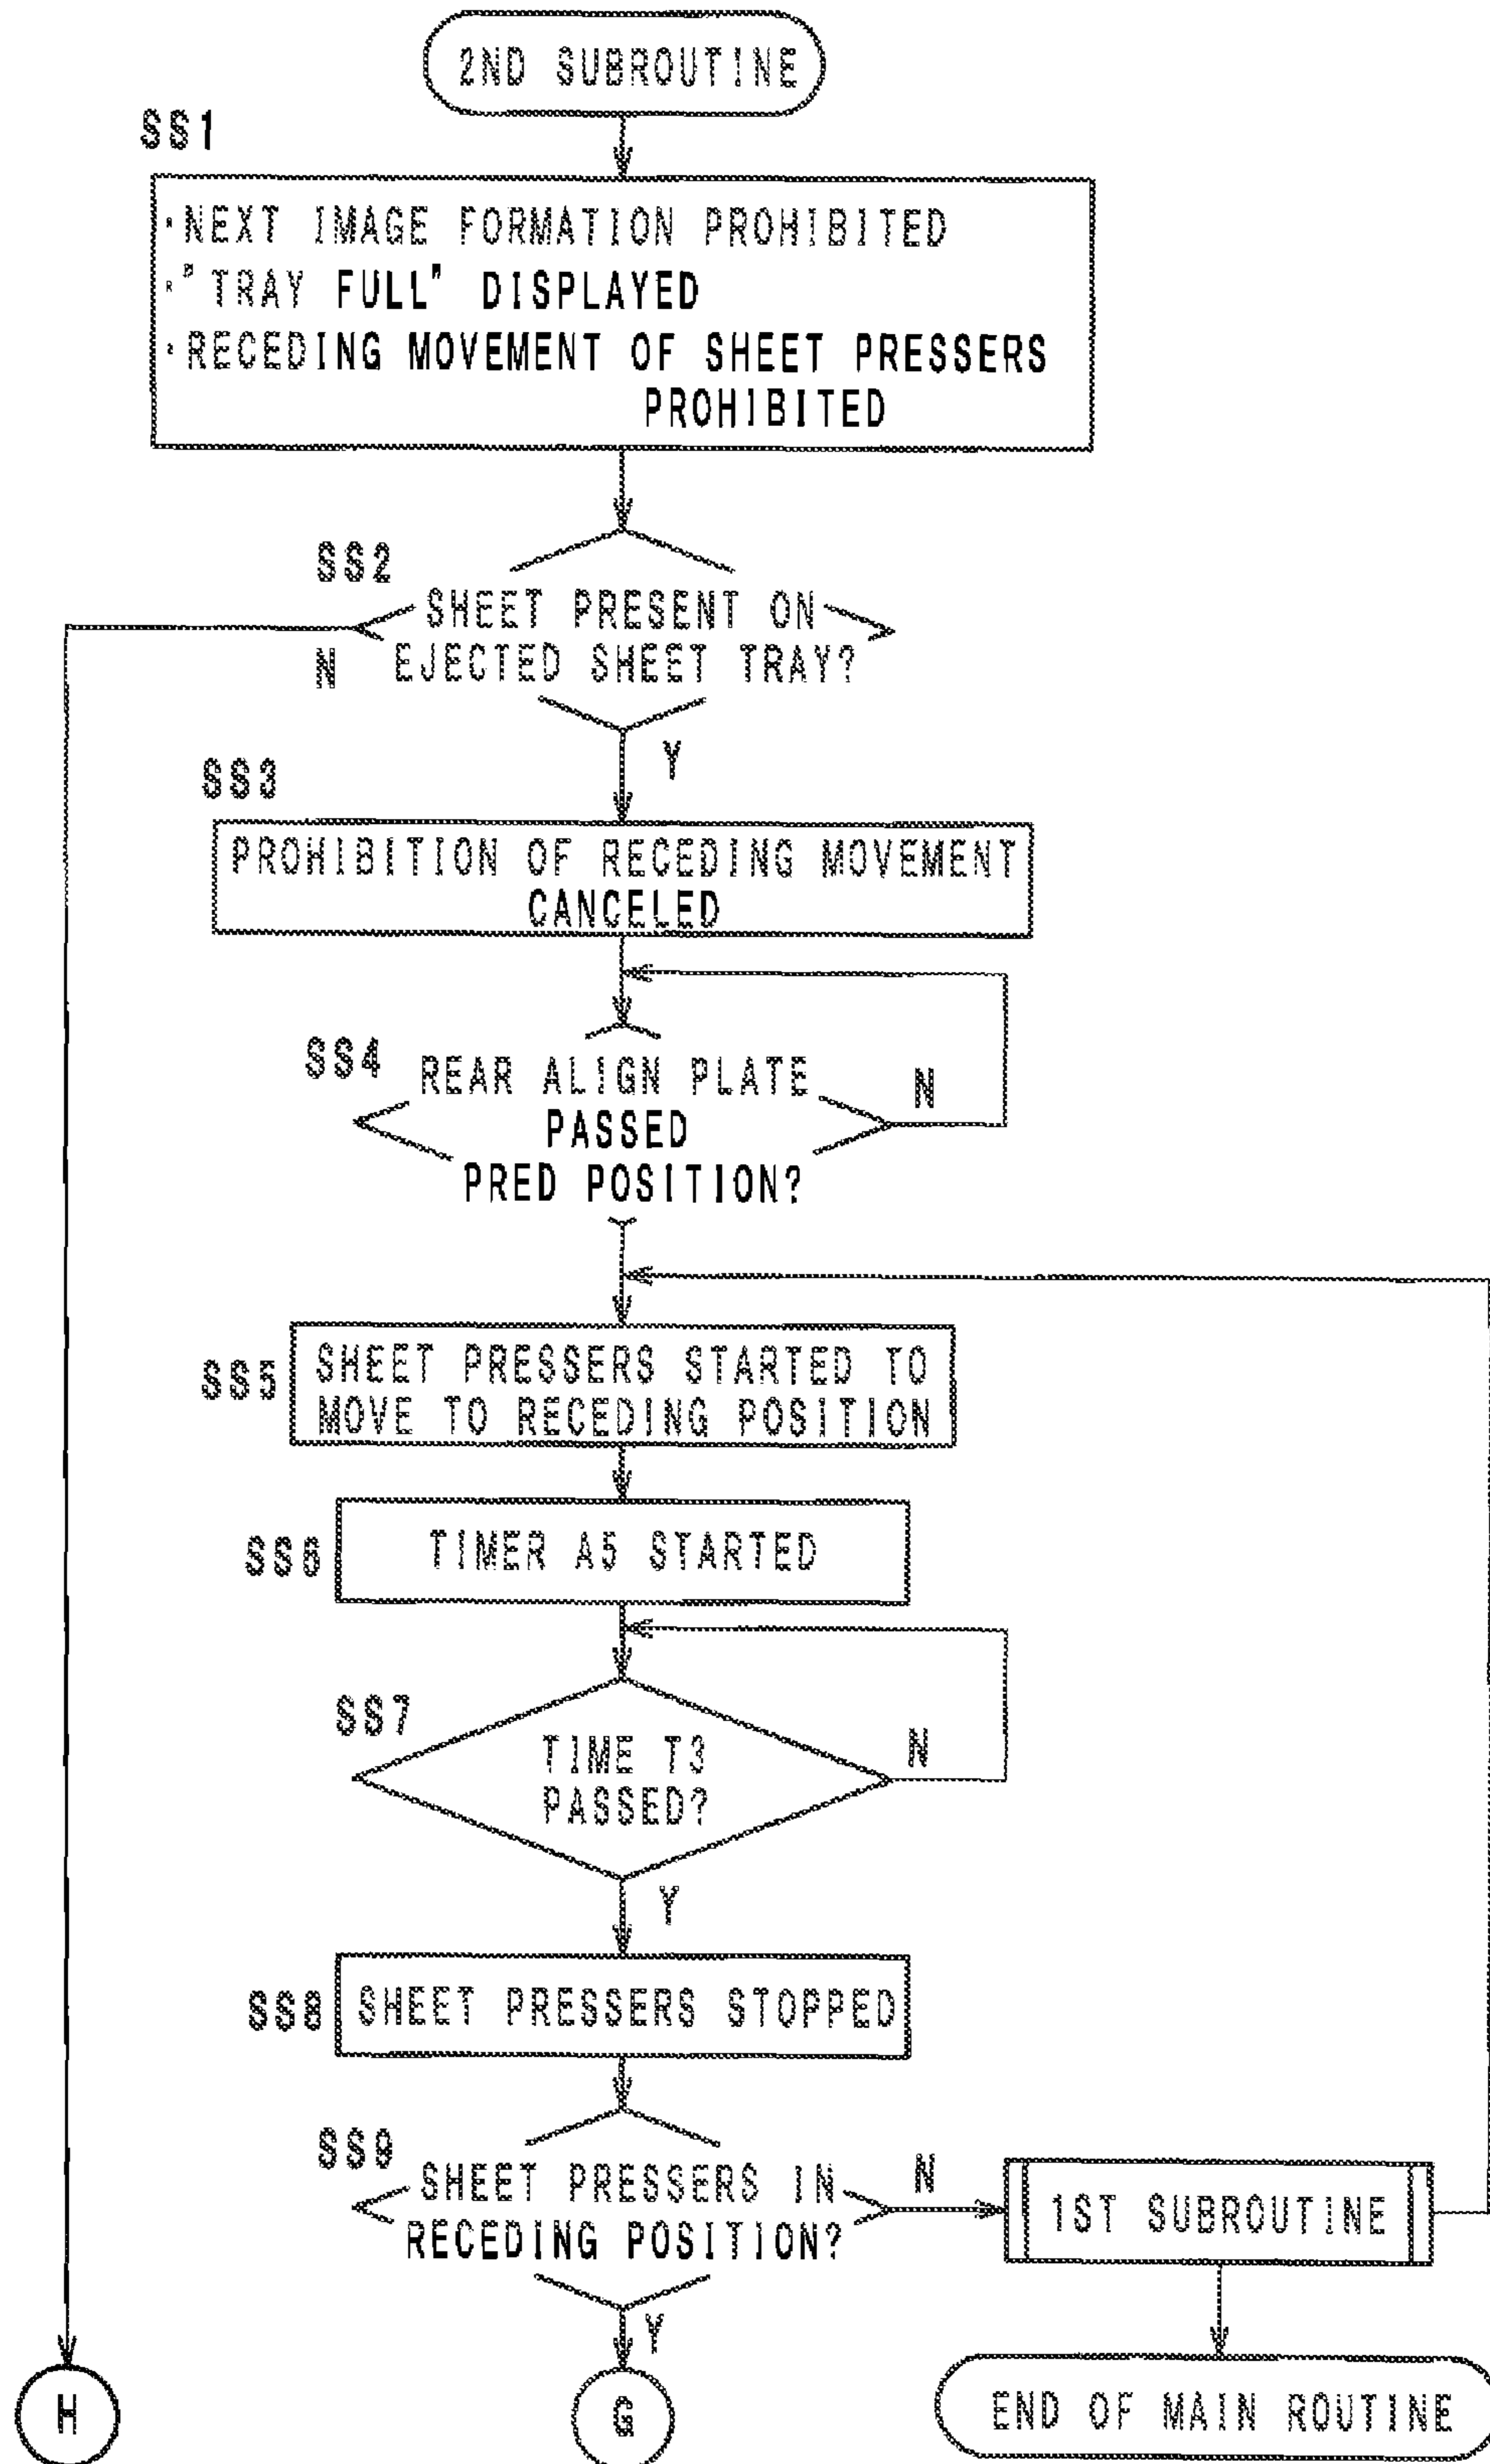 2ND SUBROUTINE
SS1
·NEXT IMAGE FORMATION PROHIBITED
·"TRAY FULL" DISPLAYED
·RECEDING MOVEMENT OF SHEET PRESSERS
PROHIBITED
SS2
SHEET PRESENT ON
EJECTED SHEET TRAY?
N
Y
SS3
PROHIBITION OF RECEDING MOVEMENT
CANCELED
SS4
REAR ALIGN PLATE
PASSED
PRED POSITION?
N
SS5
SHEET PRESSERS STARTED TO
MOVE TO RECEDING POSITION
SS6
TIMER A5 STARTED
SS7
TIME T3
PASSED?
N
Y
SS8
SHEET PRESSERS STOPPED
SS9
SHEET PRESSERS IN
RECEDING POSITION?
N
1ST SUBROUTINE
Y
H
G
END OF MAIN ROUTINE